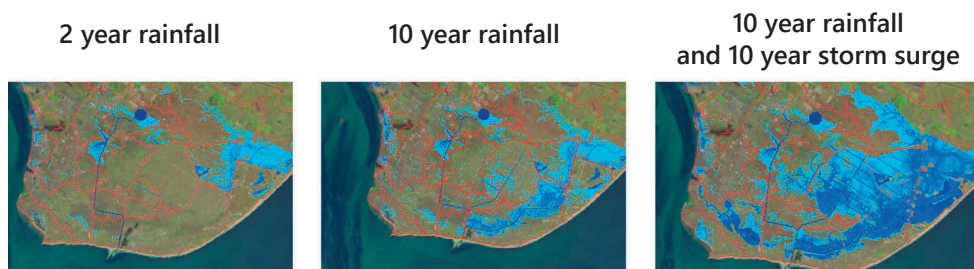 2 year rainfall
10 year rainfall
10 year rainfall
and 10 year storm surge